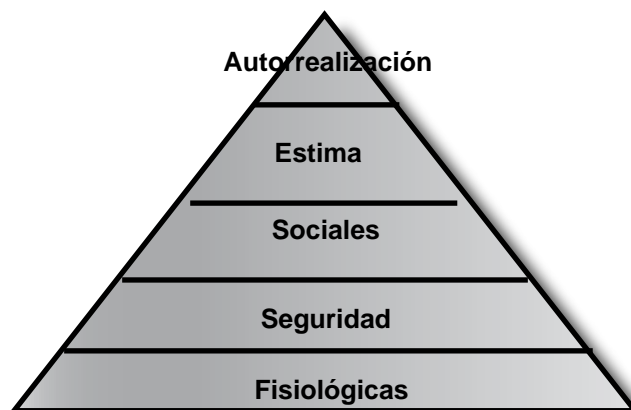 Autorrealización
Estima
Sociales
Seguridad
Fisiológicas